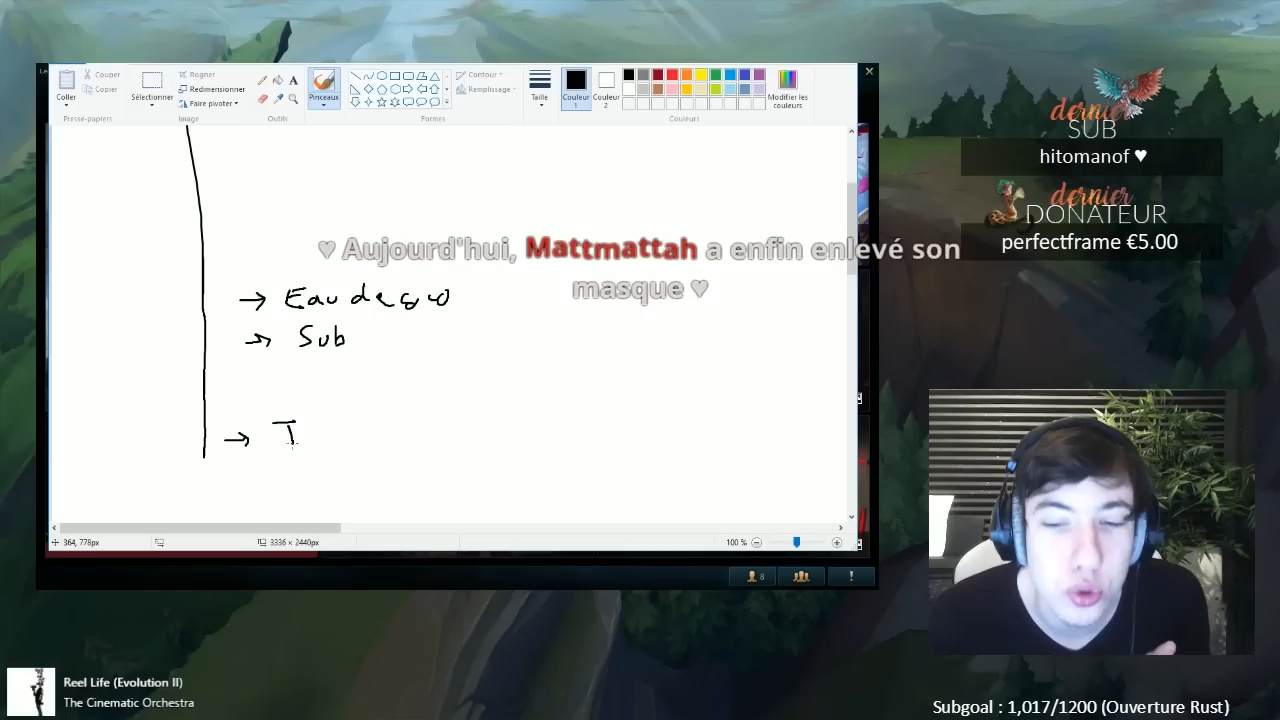 Couper
Copier
Coller
Presse-papiers
Sélectionner
Rogner
Redimensionner
Faire pivoter
Image
A
Outils
Pinceaux
Contour
Remplissage
Formes
Taille
Couleur 1
Couleur 2
Modifier les couleurs
Couleurs
dernier
SUB
hitomanof ♥
dernier
DONATEUR
perfectframe €5.00
♥ Aujourd'hui, Mattmattah a enfin enlevé son
masque ♥
→ Eau de
→ Sub
→ T
364, 778px
3336 × 2440px
100 %
8
!
Reel Life (Evolution II)
The Cinematic Orchestra
Subgoal : 1,017/1200 (Ouverture Rust)